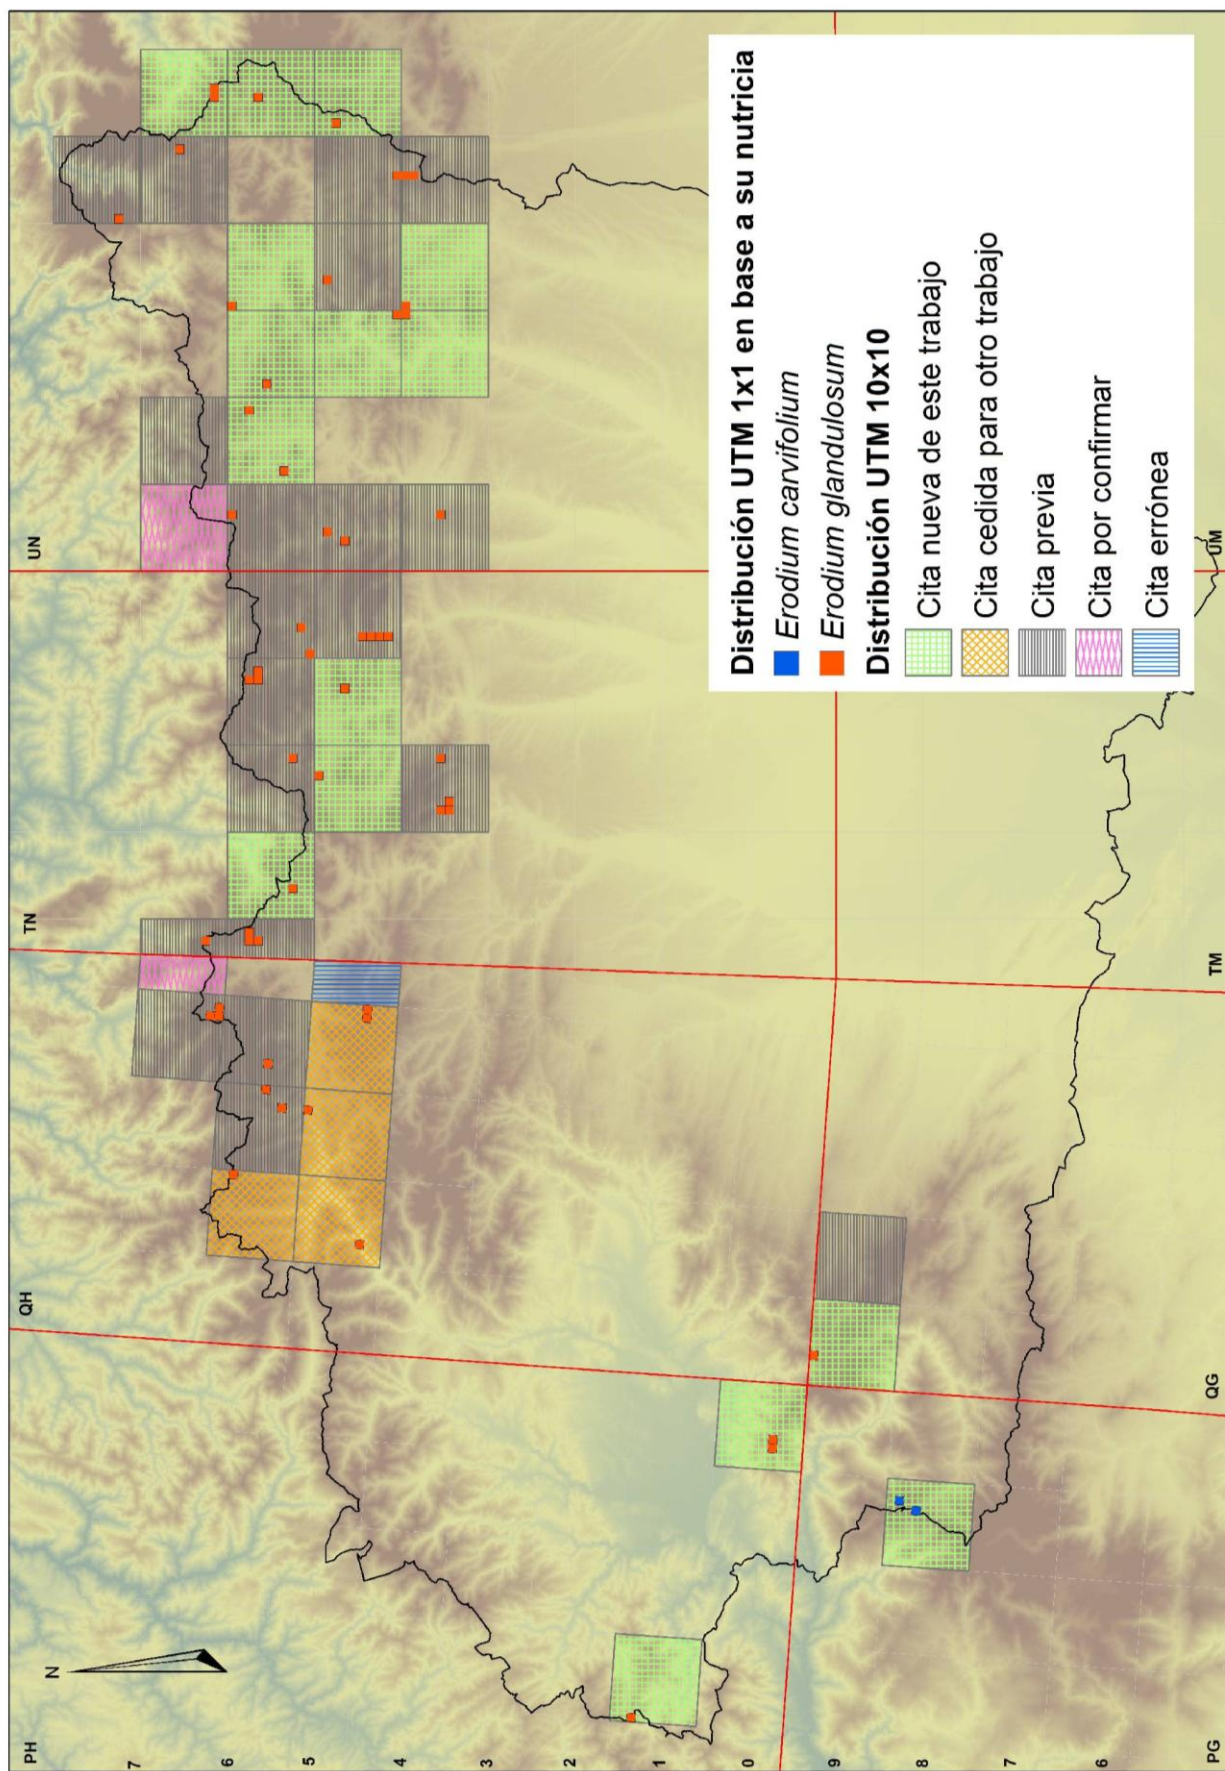 PH
QH
TN
UN
N
7
6
5
4
3
2
1
0
9
8
7
6
PG
QG
TM
UM
Distribución UTM 1x1 en base a su nutricia
Erodium carvifolium
Erodium glandulosum
Distribución UTM 10x10
Cita nueva de este trabajo
Cita cedida para otro trabajo
Cita previa
Cita por confirmar
Cita errónea